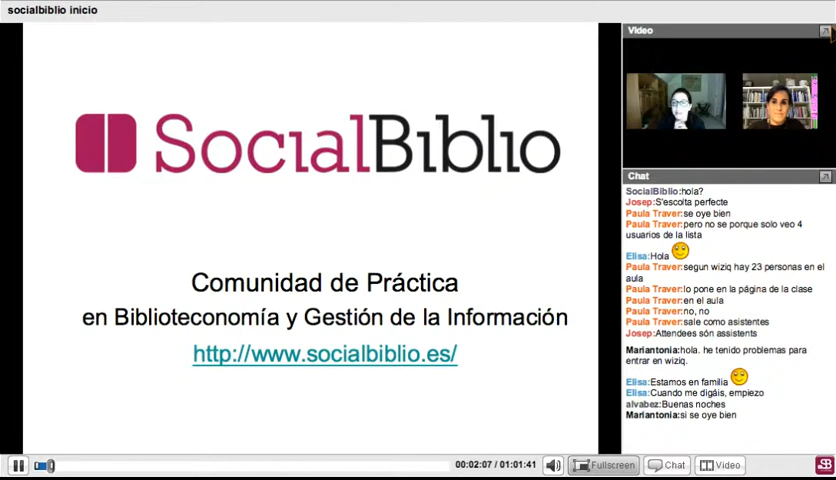 socialbiblio inicio
SocialBiblio
Comunidad de Práctica
en Biblioteconomía y Gestión de la Información
http://www.socialbiblio.es/
Video
Chat
SocialBiblio:hola?
Josep:S'escolta perfecte
Paula Traver:se oye bien
Paula Traver:pero no se porque solo veo 4
usuarios de la lista
Elisa:Hola
Paula Traver:segun wiziq hay 23 personas en el
aula
Paula Traver:lo pone en la página de la clase
Paula Traver:en el aula
Paula Traver:no, no
Paula Traver:sale como asistentes
Josep:Attendees són assistents
Mariantonia:hola. he tenido problemas para
entrar en wiziq.
Elisa:Estamos en familia
Elisa:Cuando me digáis, empiezo
alvabez:Buenas noches
Mariantonia:si se oye bien
00:02:07 / 01:01:41
Fullscreen
Chat
Video
SB